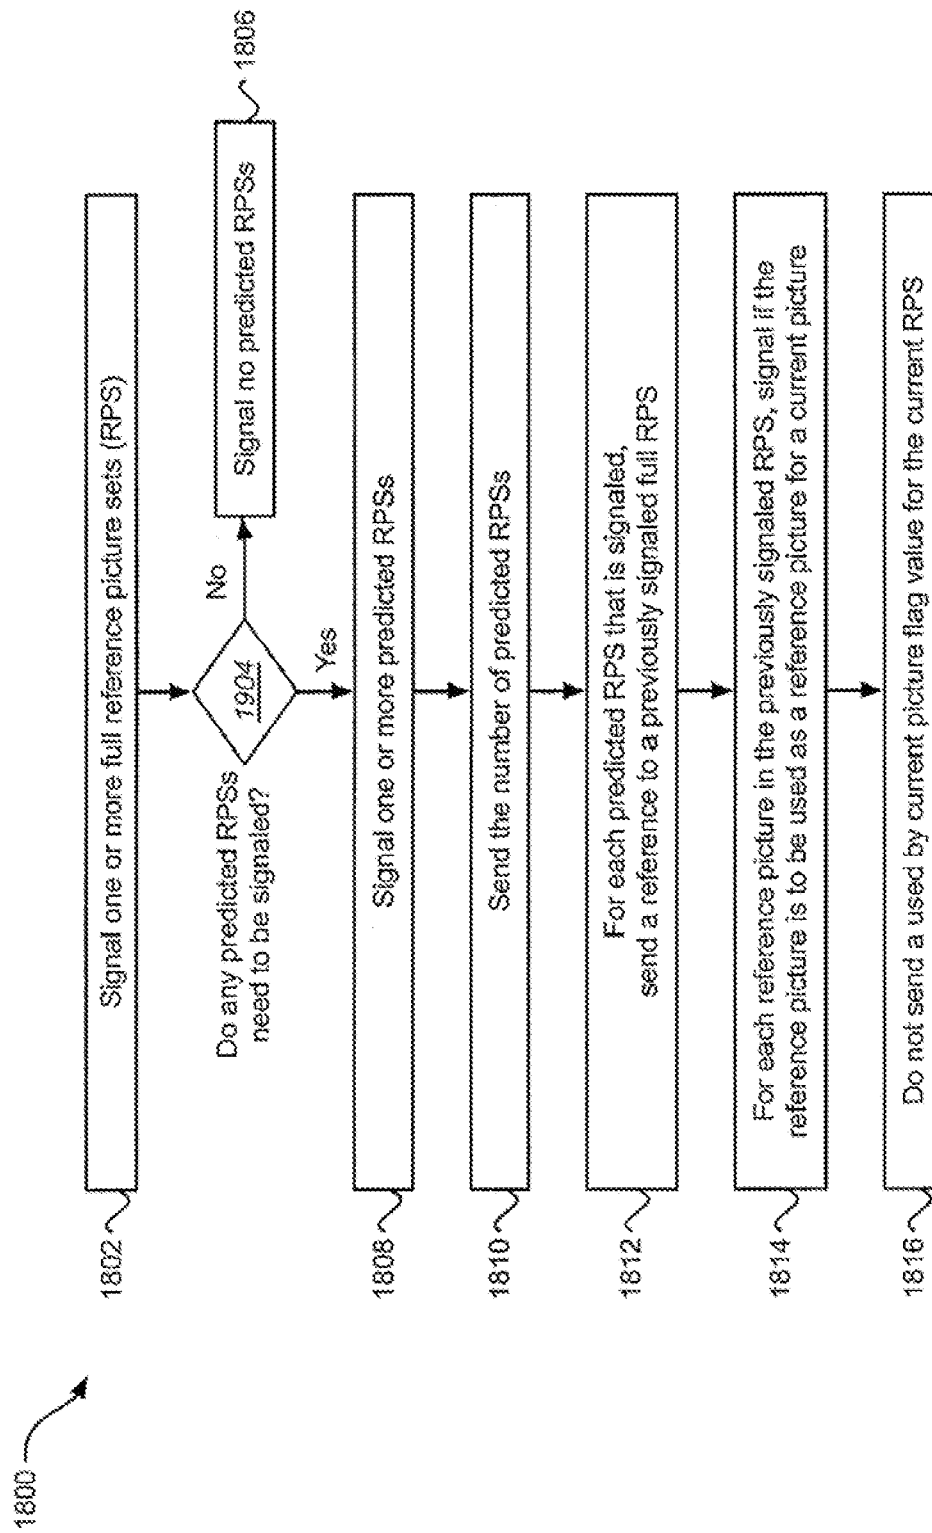 1800
1802
Signal one or more full reference picture sets (RPS)
Do any predicted RPSs
need to be signaled?
1904
No
Signal no predicted RPSs
1806
Yes
1808
Signal one or more predicted RPSs
1810
Send the number of predicted RPSs
1812
For each predicted RPS that is signaled,
send a reference to a previously signaled full RPS
1814
For each reference picture in the previously signaled RPS, signal if the
reference picture is to be used as a reference picture for a current picture
1816
Do not send a used by current picture flag value for the current RPS